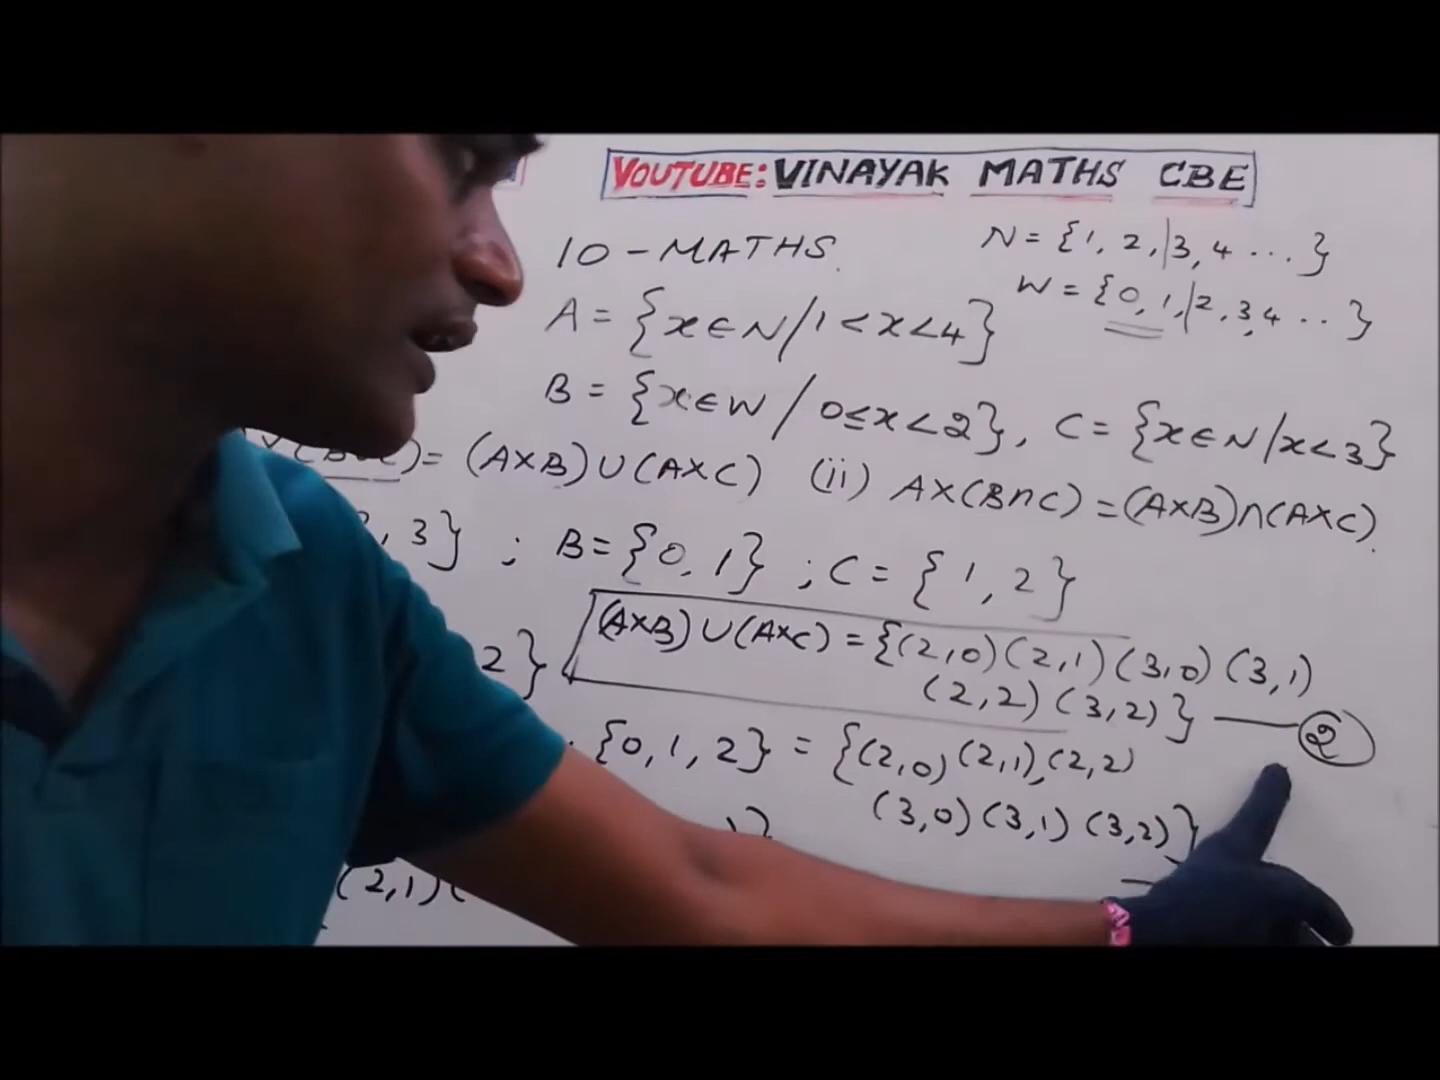 YOUTUBE: VINAYAK MATHS CBE
10 - MATHS.
N = {1, 2, 3, 4 ... }
W = {0, 1, 2, 3, 4 .. }
A = {x ∈ N / 1 < x < 4}
B = {x ∈ W / 0 ≤ x < 2}, C = {x ∈ N / x < 3}
) = (A×B) ∪ (A×C) (ii) A×(B∩C) = (A×B)∩(A×C).
, 3} ; B = {0, 1} ; C = {1, 2}
(A×B) ∪ (A×C) = {(2,0) (2,1) (3,0) (3,1)
(2,2) (3,2)} — 2
2}
{0, 1, 2} = {(2,0) (2,1), (2,2)
(3,0) (3,1) (3,2)}
(2,1) (